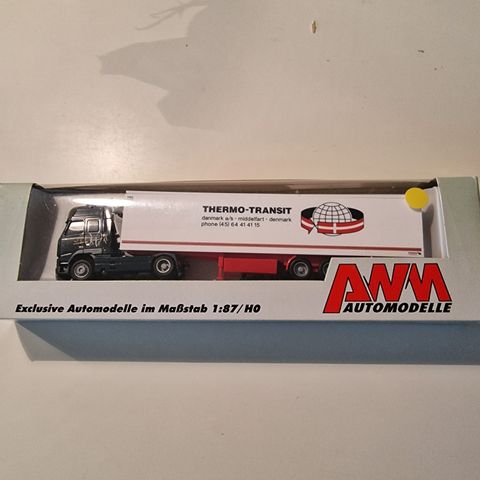 THERMO-TRANSIT
danmark a/s - middelfart - denmark
phone (45) 64 41 41 15
AWM
AUTOMODELLE
Exclusive Automodelle im Maßstab 1:87/H0